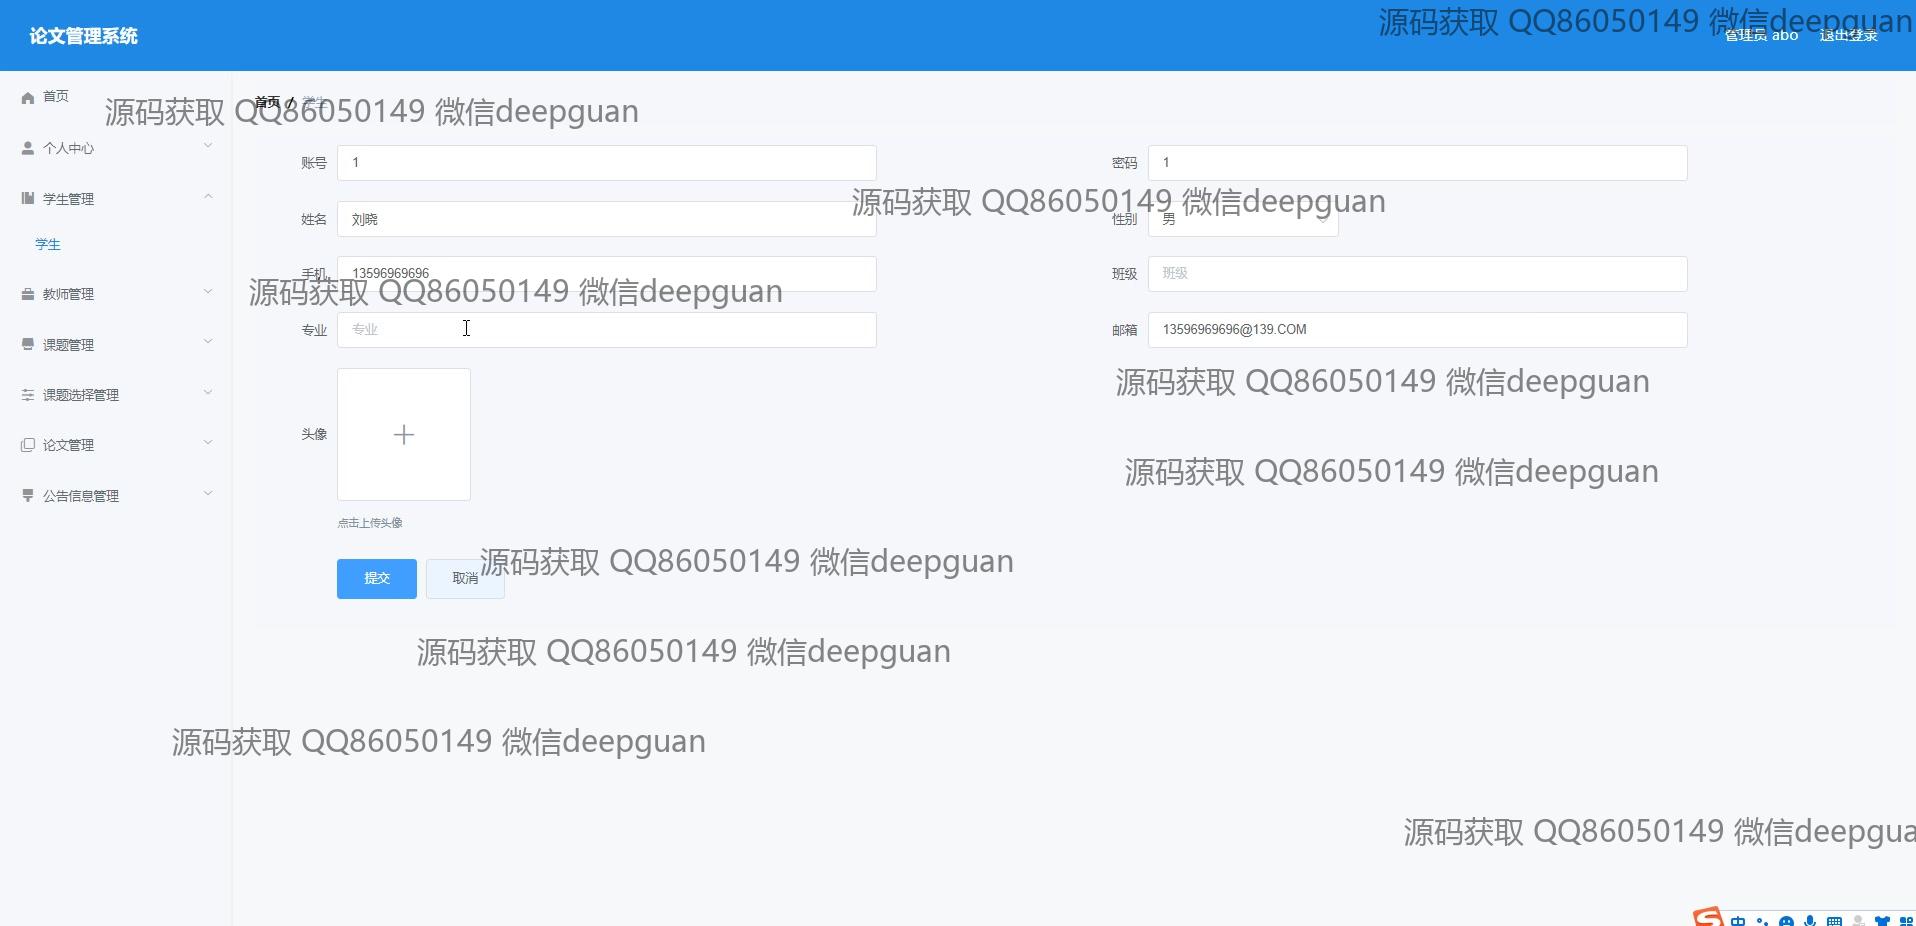 论文管理系统
源码获取 QQ86050149 微信deepguan
管理员 abo 退出登录
首页
首页 / 学生
源码获取 QQ86050149 微信deepguan
个人中心
账号 1
密码 1
学生管理
源码获取 QQ86050149 微信deepguan
姓名 刘晓
性别 男
学生
手机 13596969696
班级 班级
源码获取 QQ86050149 微信deepguan
教师管理
专业 专业
邮箱 13596969696@139.COM
课题管理
源码获取 QQ86050149 微信deepguan
课题选择管理
头像
论文管理
源码获取 QQ86050149 微信deepguan
公告信息管理
点击上传头像
源码获取 QQ86050149 微信deepguan
提交 取消
源码获取 QQ86050149 微信deepguan
源码获取 QQ86050149 微信deepguan
源码获取 QQ86050149 微信deepgua
中